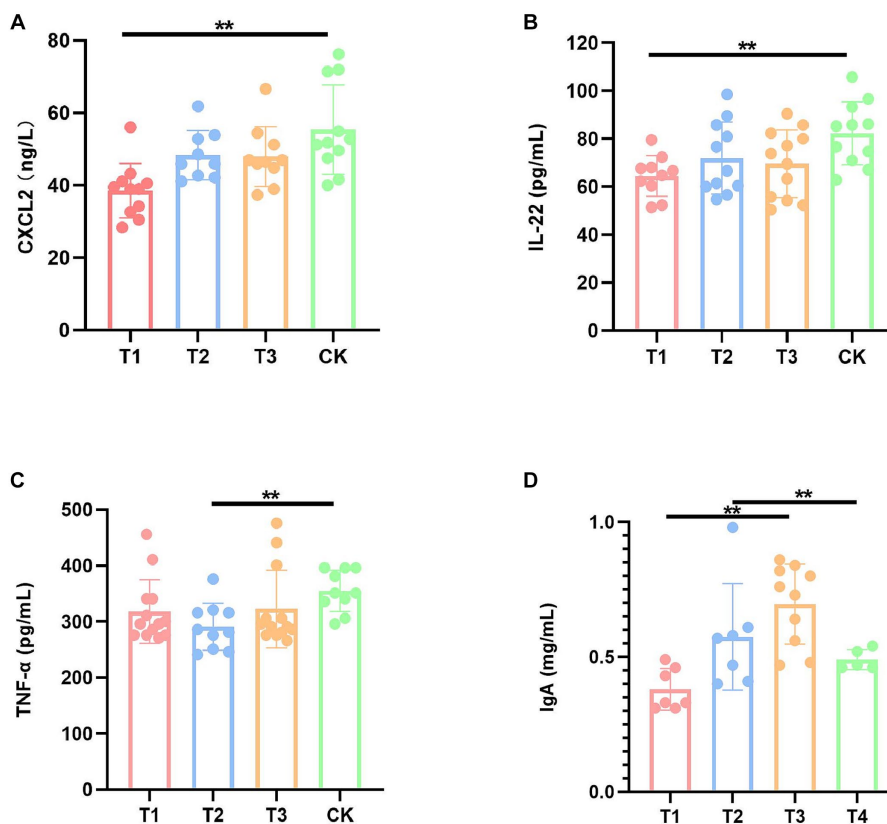 A
CXCL2 (ng/L)
80
60
40
20
0
**
T1 T2 T3 CK
B
IL-22 (pg/mL)
120
100
80
60
40
20
0
**
T1 T2 T3 CK
C
TNF-α (pg/mL)
500
400
300
200
100
0
**
T1 T2 T3 CK
D
IgA (mg/mL)
1.0
0.5
0.0
**
**
T1 T2 T3 T4